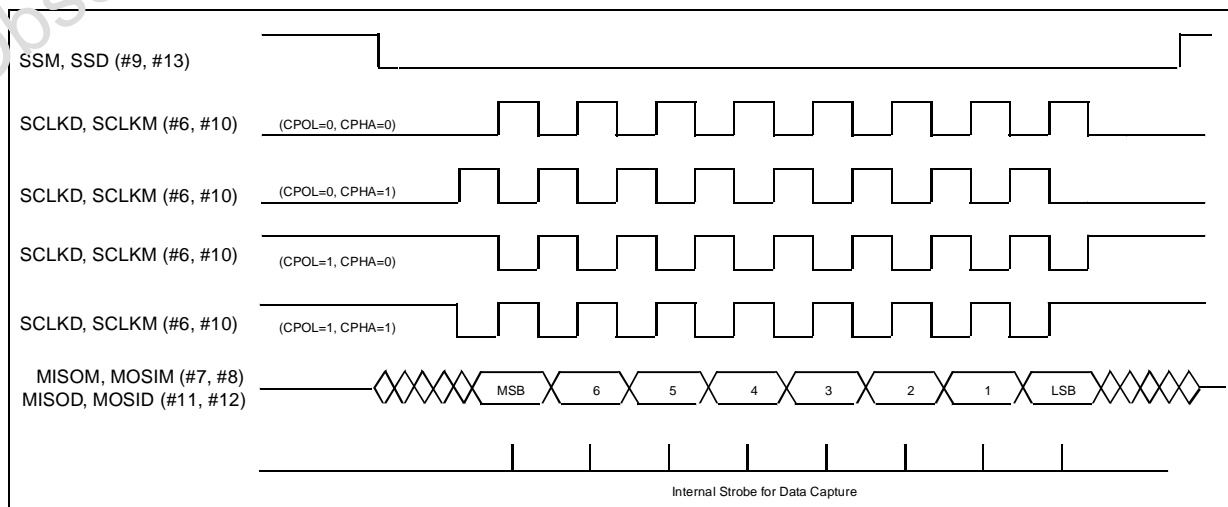 SSM, SSD (#9, #13)
SCLKD, SCLKM (#6, #10) (CPOL=0, CPHA=0)
SCLKD, SCLKM (#6, #10) (CPOL=0, CPHA=1)
SCLKD, SCLKM (#6, #10) (CPOL=1, CPHA=0)
SCLKD, SCLKM (#6, #10) (CPOL=1, CPHA=1)
MISOM, MOSIM (#7, #8)
MISOD, MOSID (#11, #12)
MSB 6 5 4 3 2 1 LSB
Internal Strobe for Data Capture